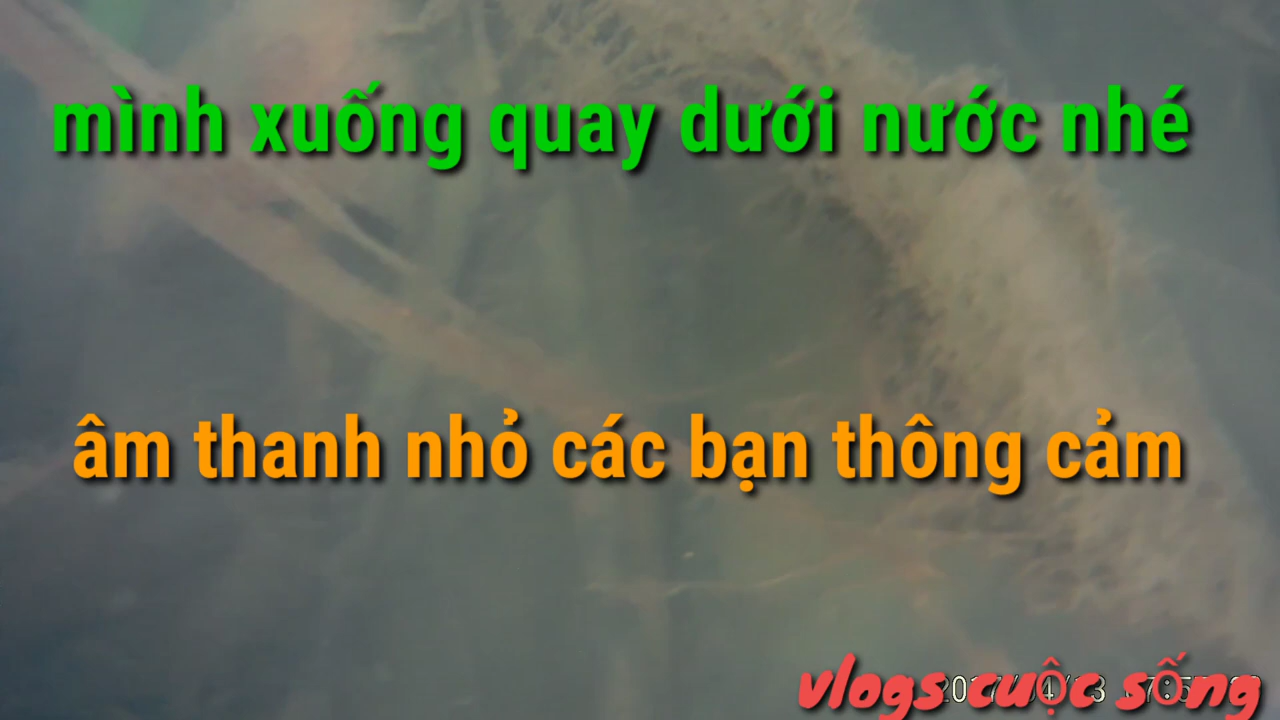 mình xuống quay dưới nước nhé
âm thanh nhỏ các bạn thông cảm
vlogs cuộc sống